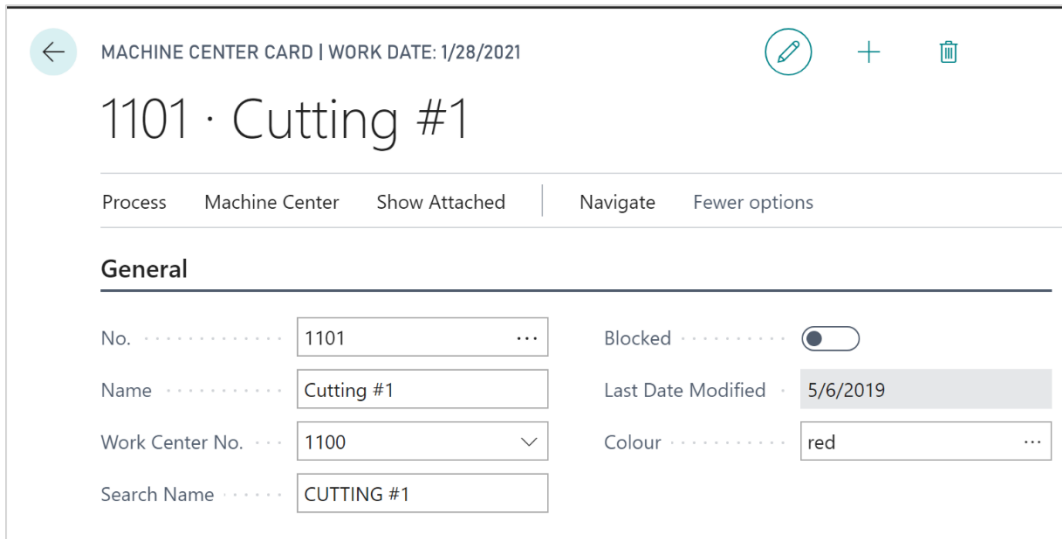 MACHINE CENTER CARD | WORK DATE: 1/28/2021
1101 · Cutting #1
Process Machine Center Show Attached Navigate Fewer options
General
No. 1101
Name Cutting #1
Work Center No. 1100
Search Name CUTTING #1
Blocked
Last Date Modified 5/6/2019
Colour red